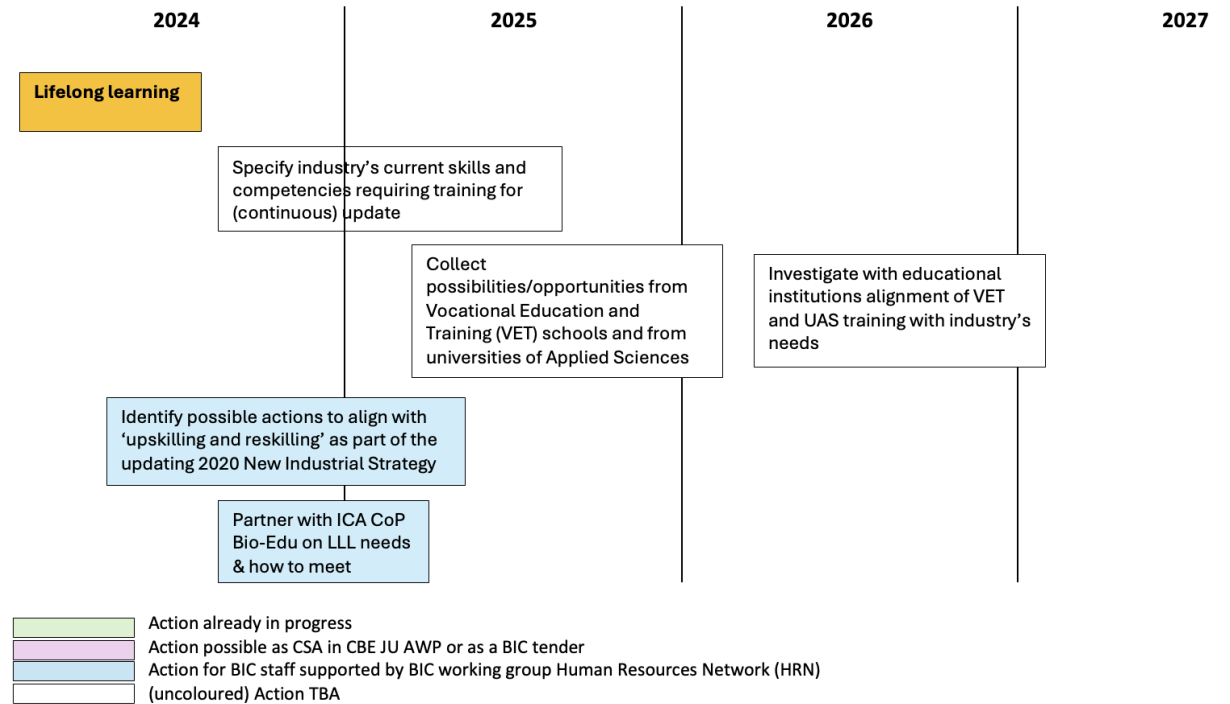 2024
2025
2026
2027
Lifelong learning
Specify industry's current skills and
competencies requiring training for
(continuous) update
Collect
possibilities/opportunities from
Vocational Education and
Training (VET) schools and from
universities of Applied Sciences
Investigate with educational
institutions alignment of VET
and UAS training with industry's
needs
Identify possible actions to align with
‘upskilling and reskilling’ as part of the
updating 2020 New Industrial Strategy
Partner with ICA CoP
Bio-Edu on LLL needs
& how to meet
Action already in progress
Action possible as CSA in CBE JU AWP or as a BIC tender
Action for BIC staff supported by BIC working group Human Resources Network (HRN)
(uncoloured) Action TBA